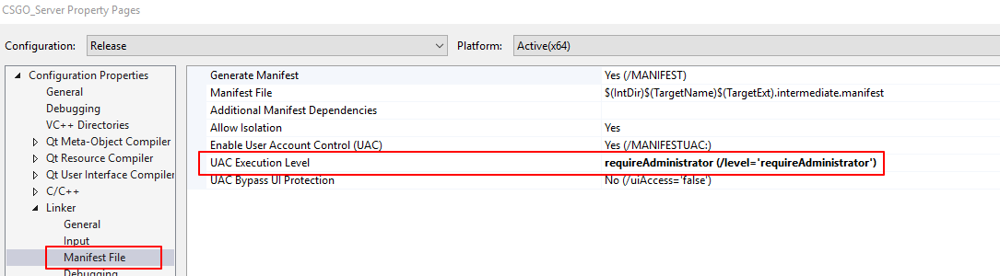 CSGO_Server Property Pages
Configuration: Release Platform: Active(x64)
Configuration Properties
General
Debugging
VC++ Directories
Qt Meta-Object Compiler
Qt Resource Compiler
Qt User Interface Compiler
C/C++
Linker
General
Input
Manifest File
Debugging
Generate Manifest Yes (/MANIFEST)
Manifest File $(IntDir)$(TargetName)$(TargetExt).intermediate.manifest
Additional Manifest Dependencies
Allow Isolation Yes
Enable User Account Control (UAC) Yes (/MANIFESTUAC:)
UAC Execution Level requireAdministrator (/level='requireAdministrator')
UAC Bypass UI Protection No (/uiAccess='false')